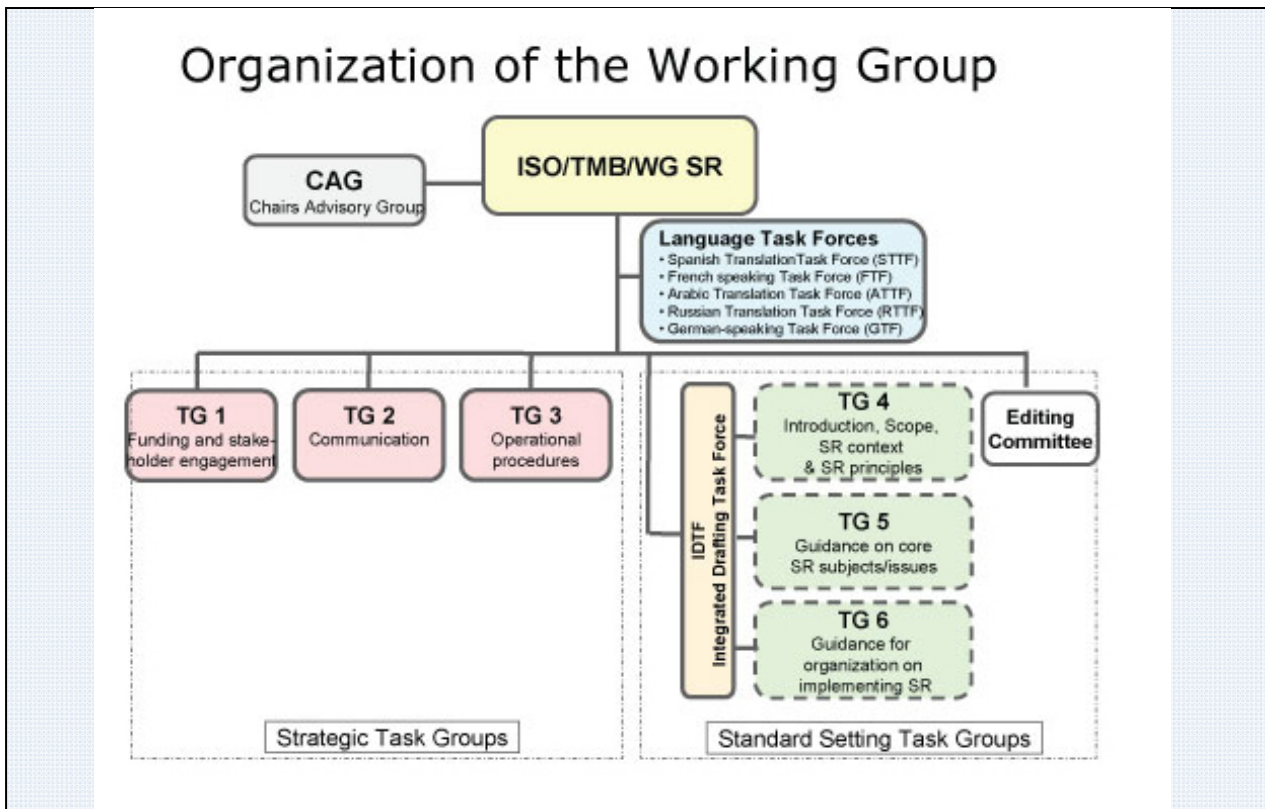 Organization of the Working Group
ISO/TMB/WG SR
CAG
Chairs Advisory Group
Language Task Forces
• Spanish TranslationTask Force (STTF)
• French speaking Task Force (FTF)
• Arabic Translation Task Force (ATTF)
• Russian Translation Task Force (RTTF)
• German-speaking Task Force (GTF)
TG 1
Funding and stake-
holder engagement
TG 2
Communication
TG 3
Operational
procedures
IDTF
Integrated Drafting Task Force
TG 4
Introduction, Scope,
SR context
& SR principles
TG 5
Guidance on core
SR subjects/issues
TG 6
Guidance for
organization on
implementing SR
Editing
Committee
Strategic Task Groups
Standard Setting Task Groups